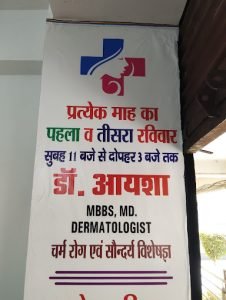 प्रत्येक माह का
पहला व तीसरा रविवार
सुबह 11 बजे से दोपहर 3 बजे तक
डॉ. आयशा
MBBS, MD.
DERMATOLOGIST
चर्म रोग एवं सौन्दर्य विशेषज्ञ